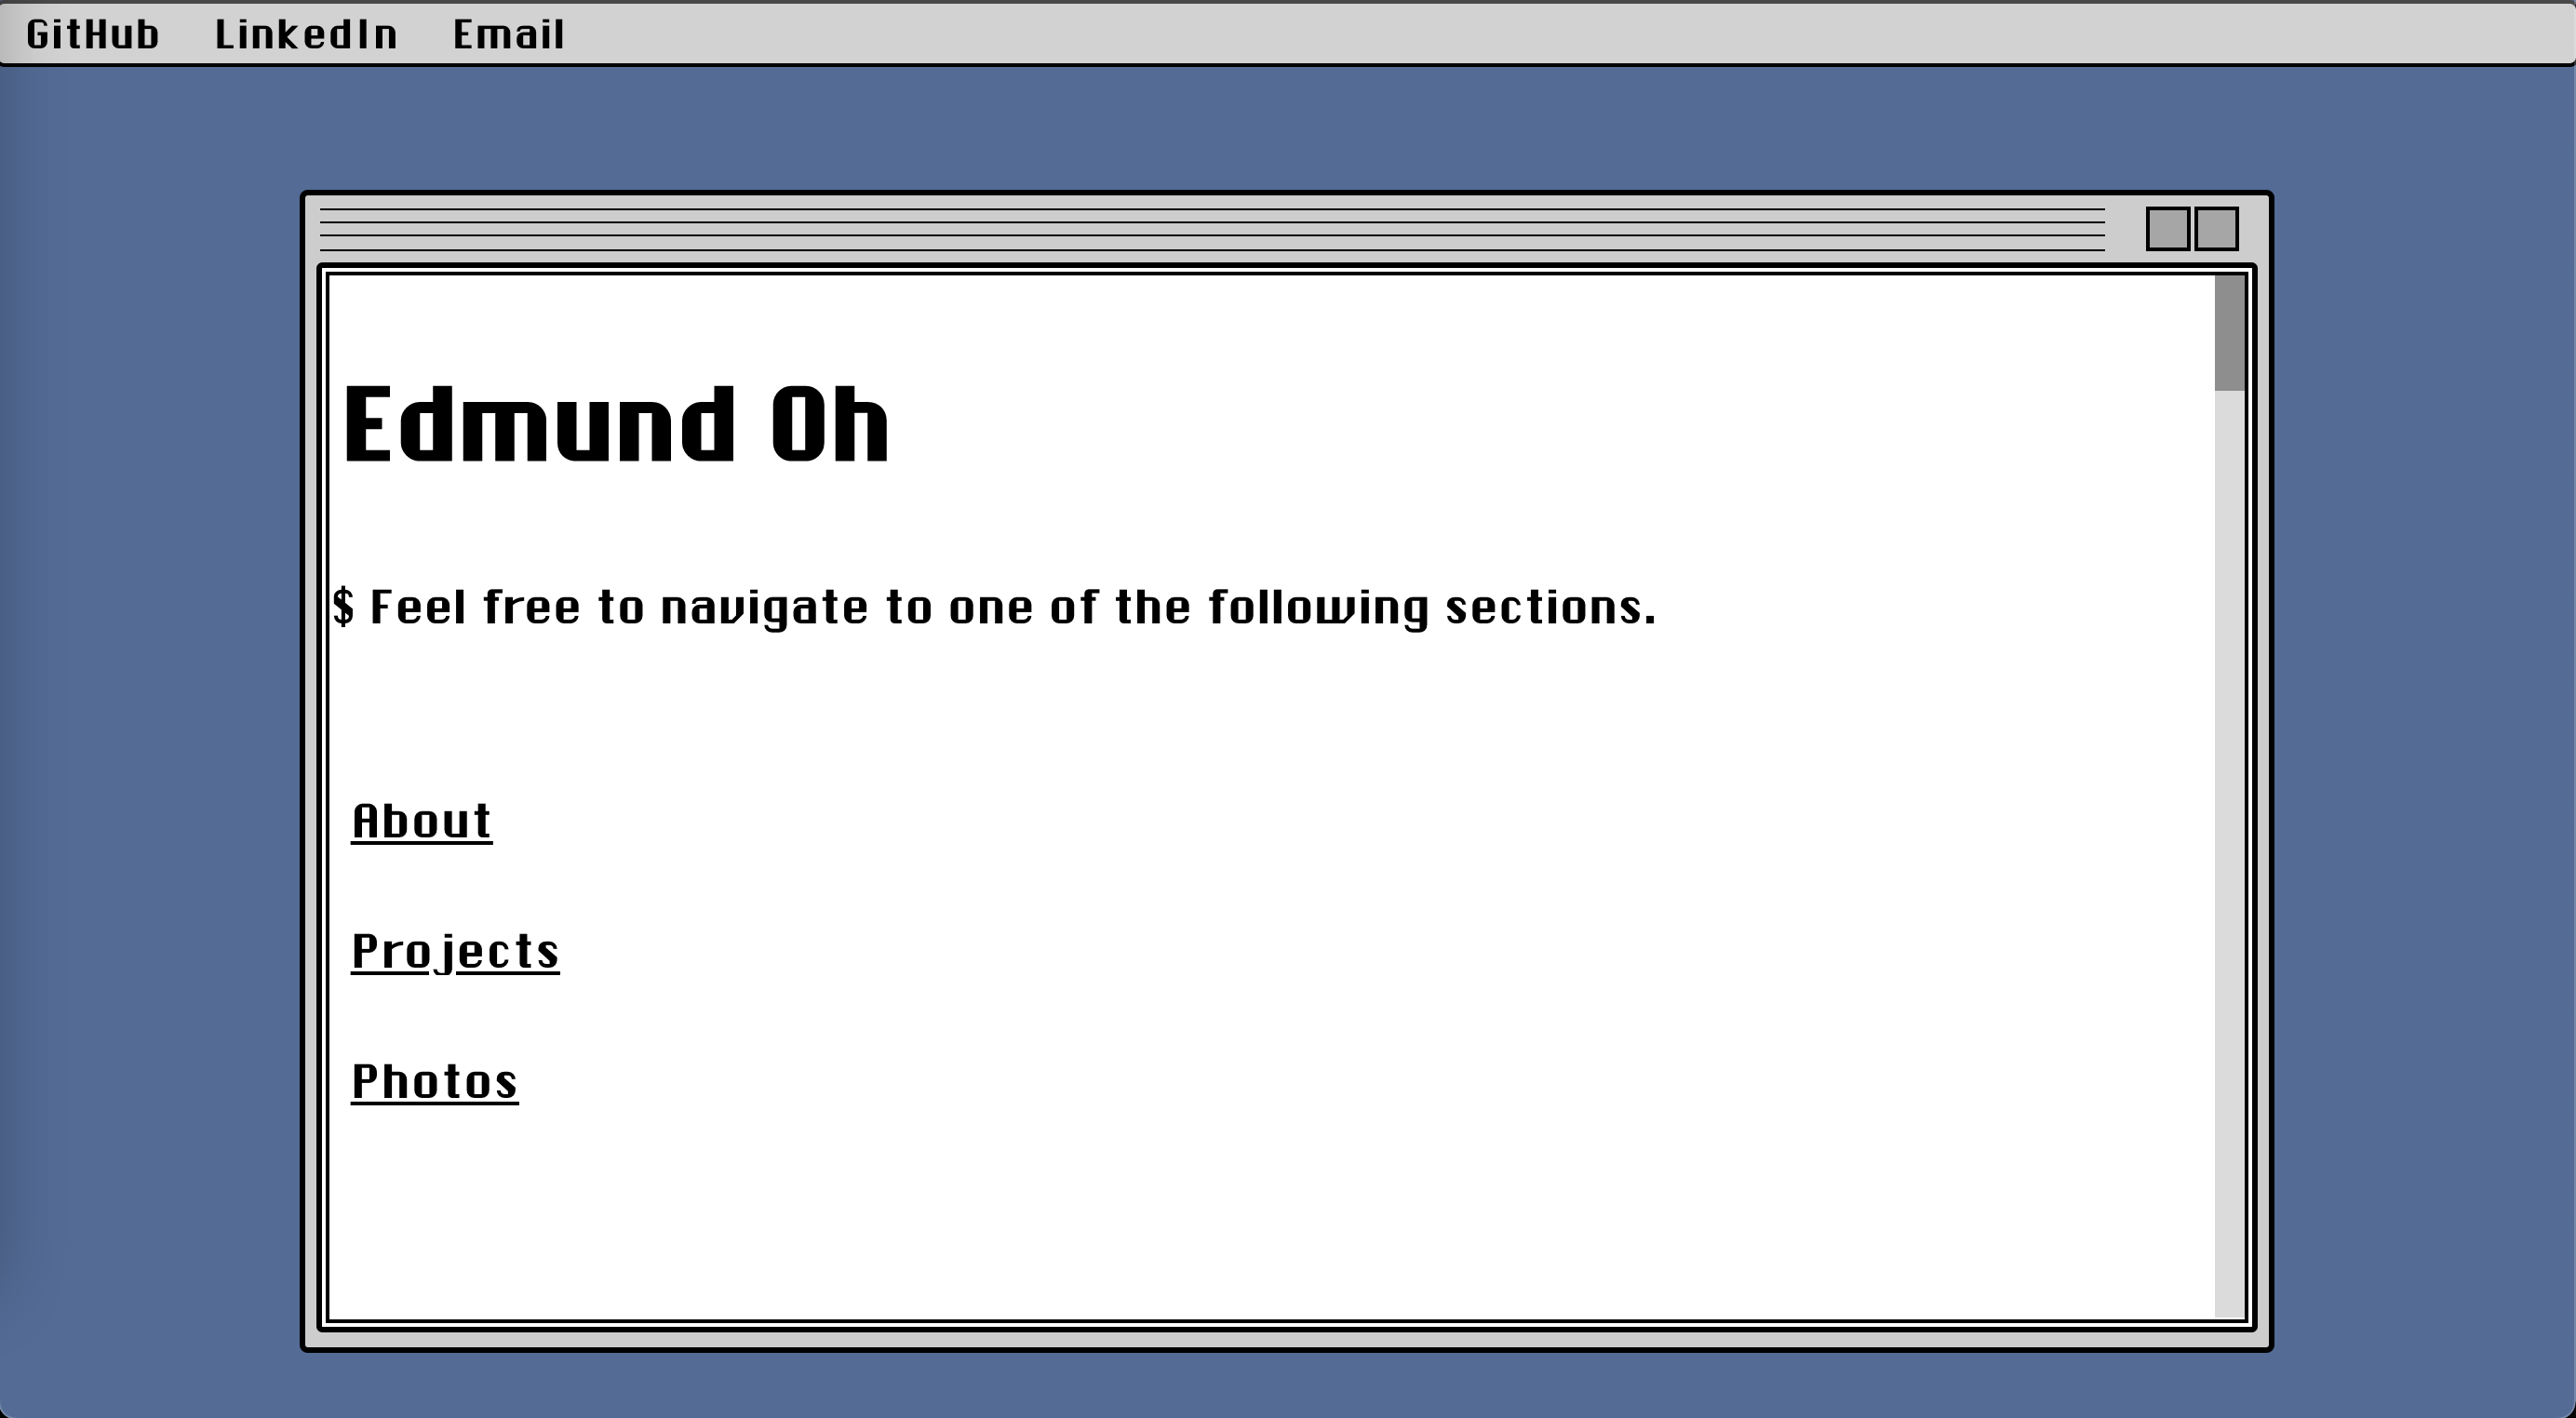 GitHub LinkedIn Email
Edmund Oh
$ Feel free to navigate to one of the following sections.
About
Projects
Photos